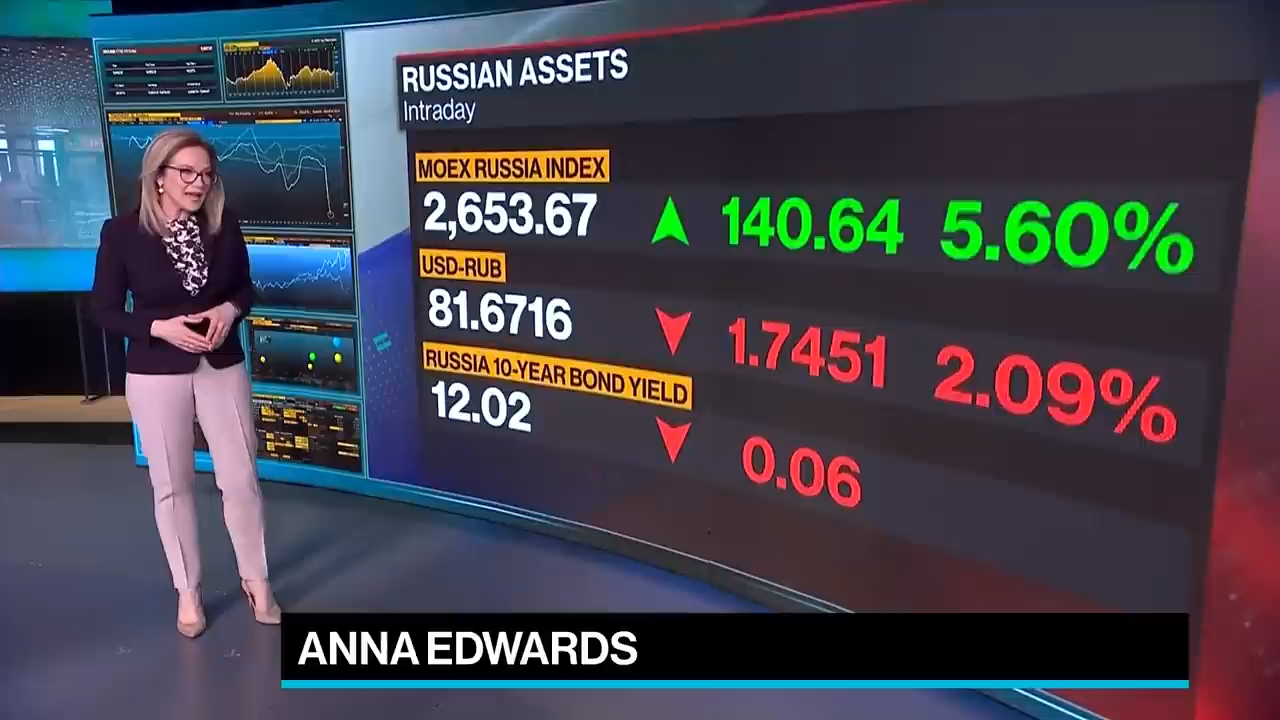 RUSSIAN ASSETS
Intraday
MOEX RUSSIA INDEX
2,653.67 ▲ 140.64 5.60%
USD-RUB
81.6716 ▼ 1.7451 2.09%
RUSSIA 10-YEAR BOND YIELD
12.02 ▼ 0.06
ANNA EDWARDS